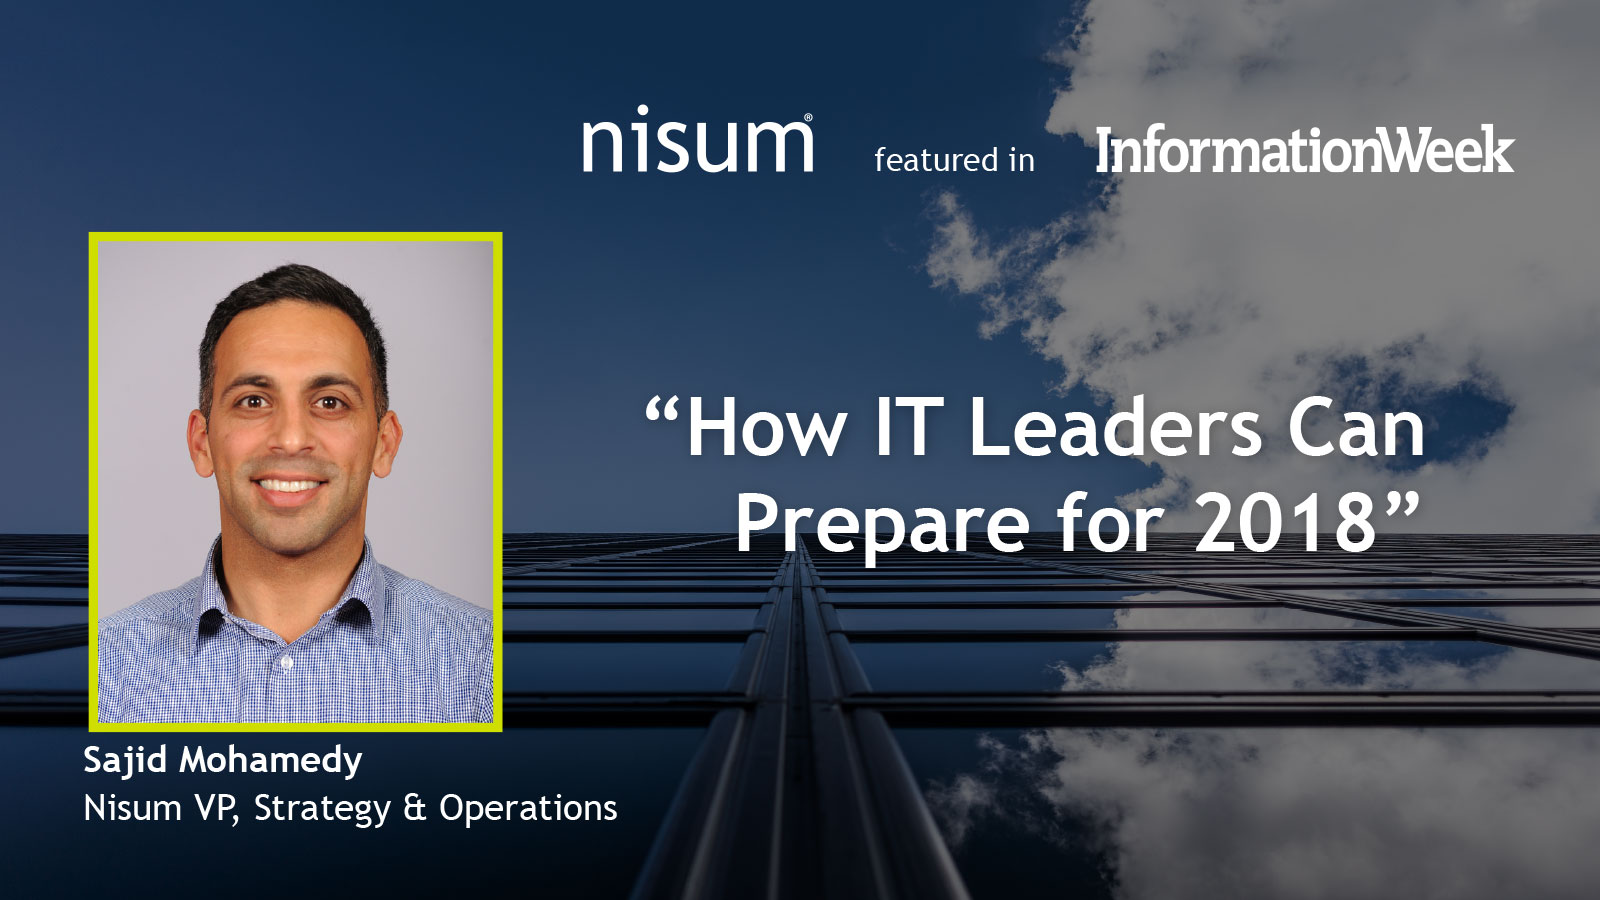 nisum® featured in InformationWeek
“How IT Leaders Can
Prepare for 2018”
Sajid Mohamedy
Nisum VP, Strategy & Operations